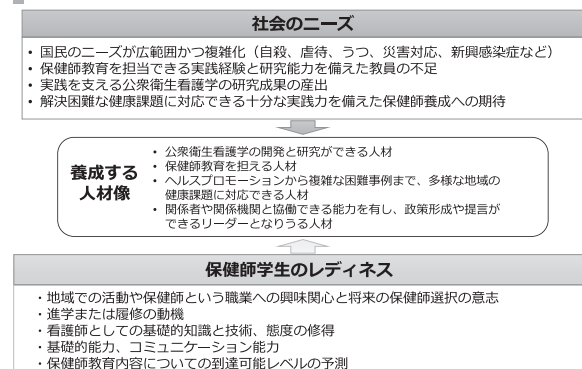 社会のニーズ
• 国民のニーズが広範囲かつ複雑化（自殺、虐待、うつ、災害対応、新興感染症など）
• 保健師教育を担当できる実践経験と研究能力を備えた教員の不足
• 実践を支える公衆衛生看護学の研究成果の産出
• 解決困難な健康課題に対応できる十分な実践力を備えた保健師養成への期待
養成する
人材像
• 公衆衛生看護学の開発と研究ができる人材
• 保健師教育を担える人材
• ヘルスプロモーションから複雑な困難事例まで、多様な地域の
健康課題に対応できる人材
• 関係者や関係機関と協働できる能力を有し、政策形成や提言が
できるリーダーとなりうる人材
保健師学生のレディネス
・地域での活動や保健師という職業への興味関心と将来の保健師選択の意志
・進学または履修の動機
・看護師としての基礎的知識と技術、態度の修得
・基礎的能力、コミュニケーション能力
・保健師教育内容についての到達可能レベルの予測